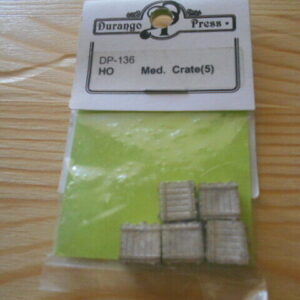 Durango Press
DP-136
HO Med. Crate(5)